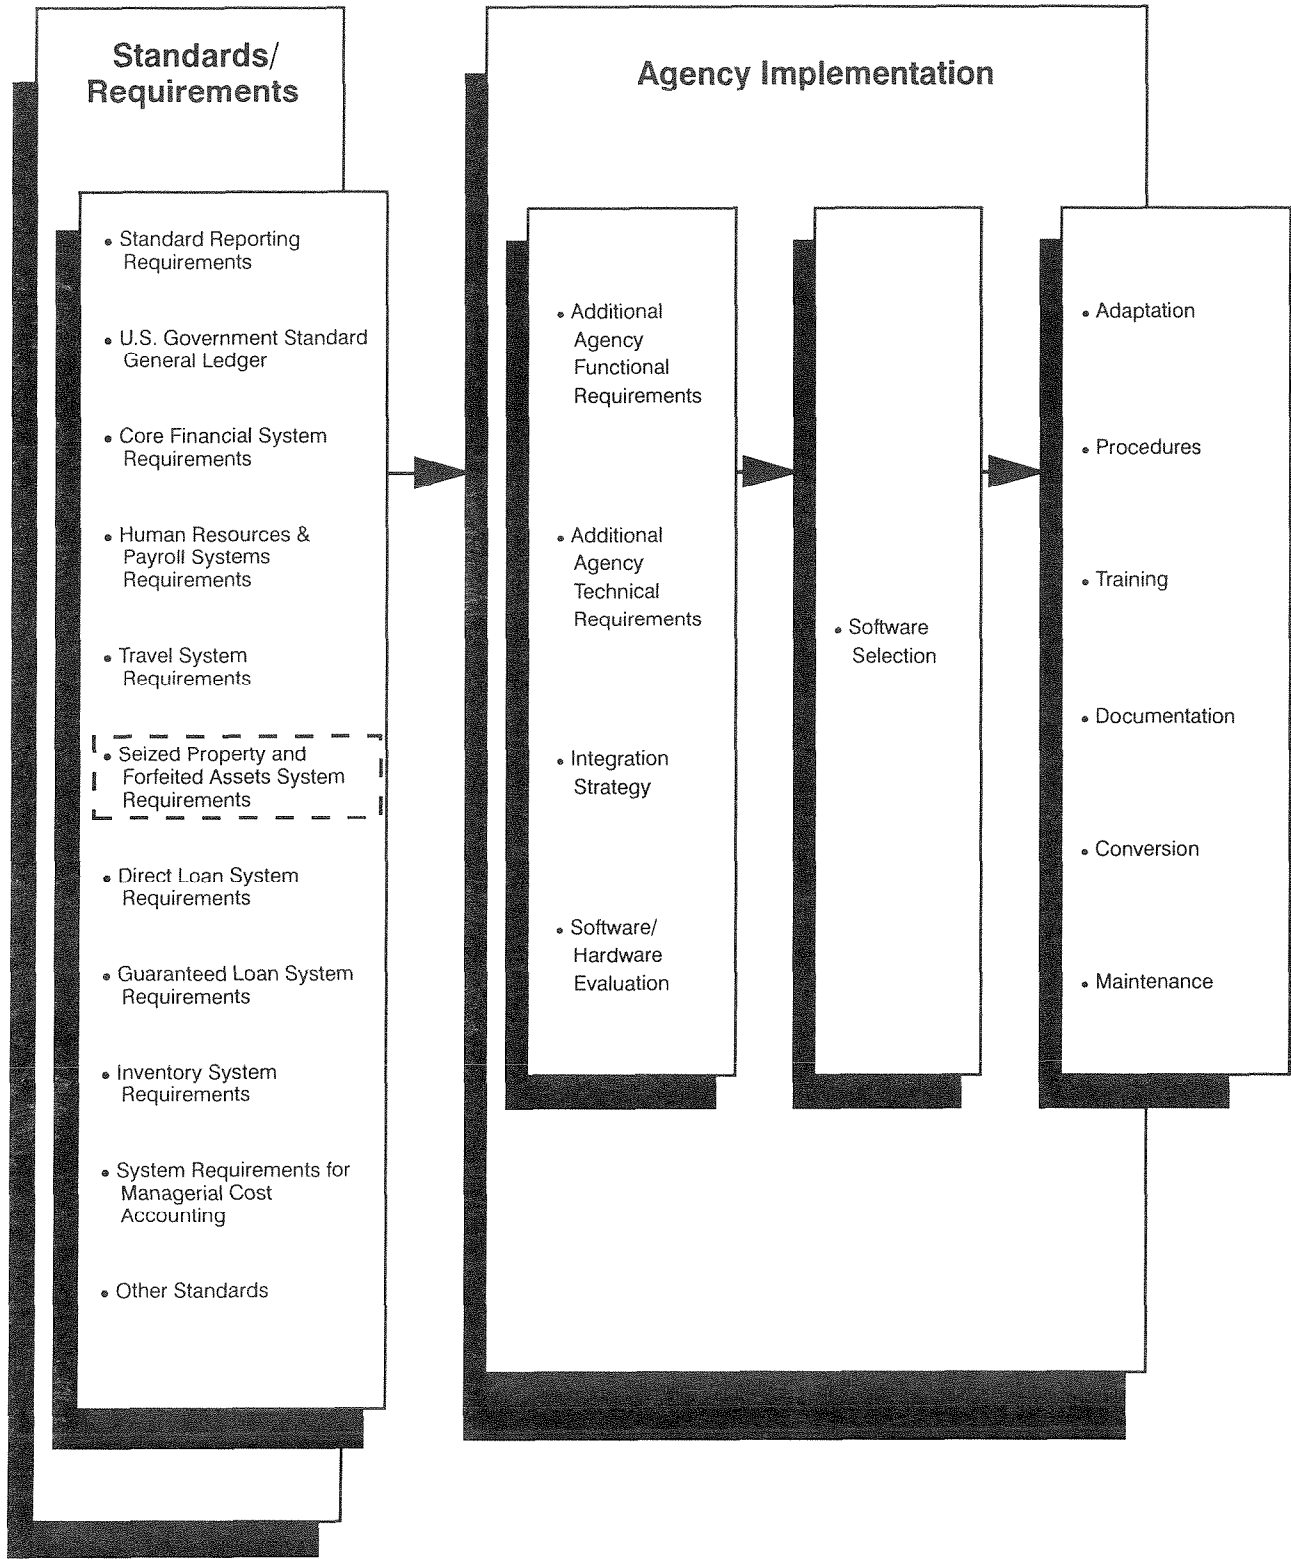 Standards/
Requirements
• Standard Reporting
Requirements
• U.S. Government Standard
General Ledger
• Core Financial System
Requirements
• Human Resources &
Payroll Systems
Requirements
• Travel System
Requirements
• Seized Property and
Forfeited Assets System
Requirements
• Direct Loan System
Requirements
• Guaranteed Loan System
Requirements
• Inventory System
Requirements
• System Requirements for
Managerial Cost
Accounting
• Other Standards
Agency Implementation
• Additional
Agency
Functional
Requirements
• Additional
Agency
Technical
Requirements
• Integration
Strategy
• Software/
Hardware
Evaluation
• Software
Selection
• Adaptation
• Procedures
• Training
• Documentation
• Conversion
• Maintenance